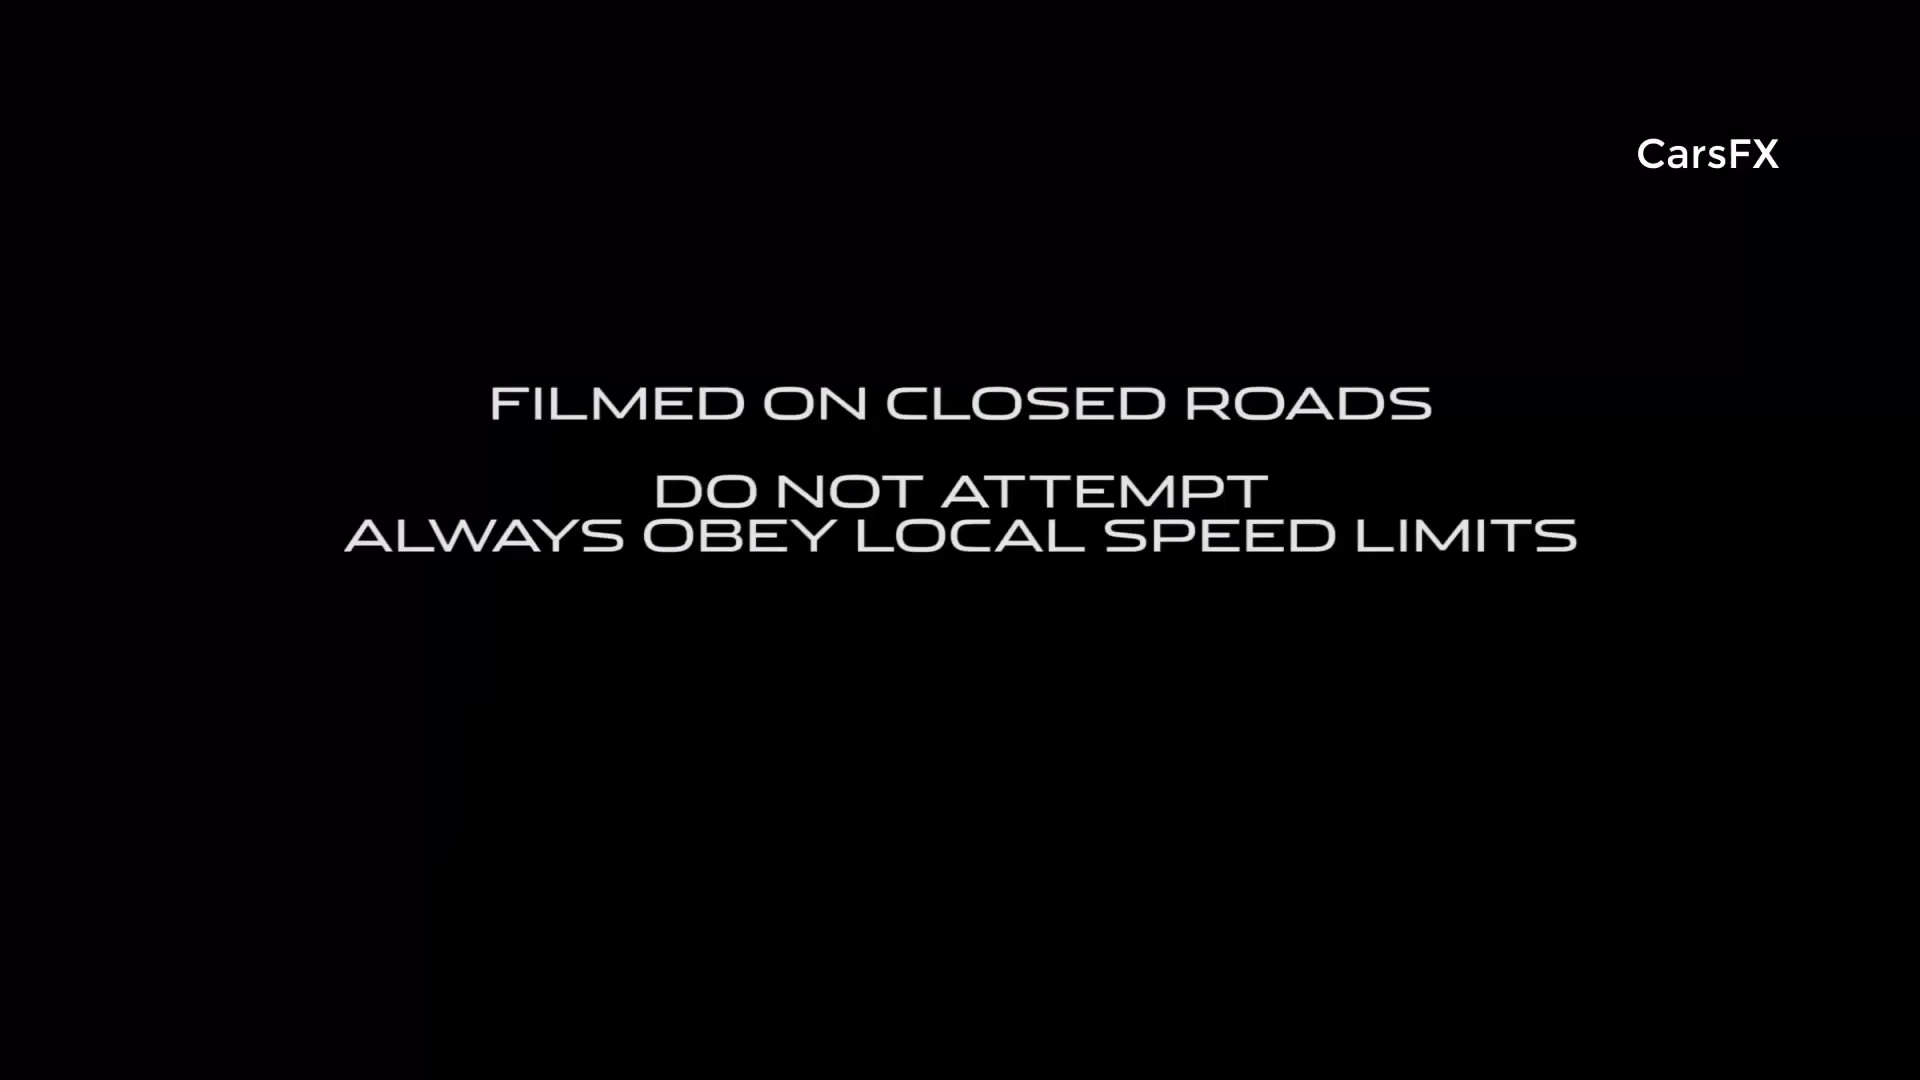 CarsFX
FILMED ON CLOSED ROADS
DO NOT ATTEMPT
ALWAYS OBEY LOCAL SPEED LIMITS